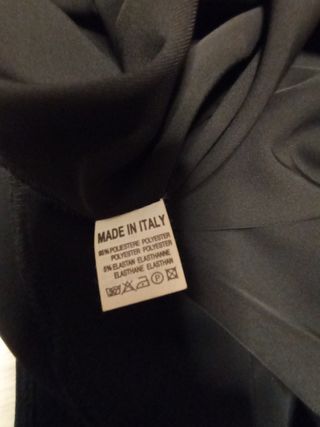 MADE IN ITALY
95% POLIESTERE POLYESTER
POLYESTER POLYESTER
5% ELASTAN ELASTHANNE
ELASTHANE ELASTHAN
P